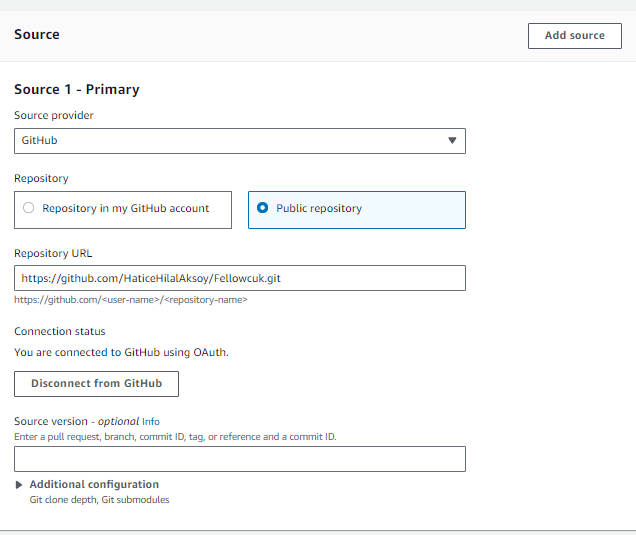 Source
Add source
Source 1 - Primary
Source provider
GitHub
Repository
Repository in my GitHub account
Public repository
Repository URL
https://github.com/HaticeHilalAksoy/Fellowcuk.git
https://github.com/<user-name>/<repository-name>
Connection status
You are connected to GitHub using OAuth.
Disconnect from GitHub
Source version - optional Info
Enter a pull request, branch, commit ID, tag, or reference and a commit ID.
Additional configuration
Git clone depth, Git submodules